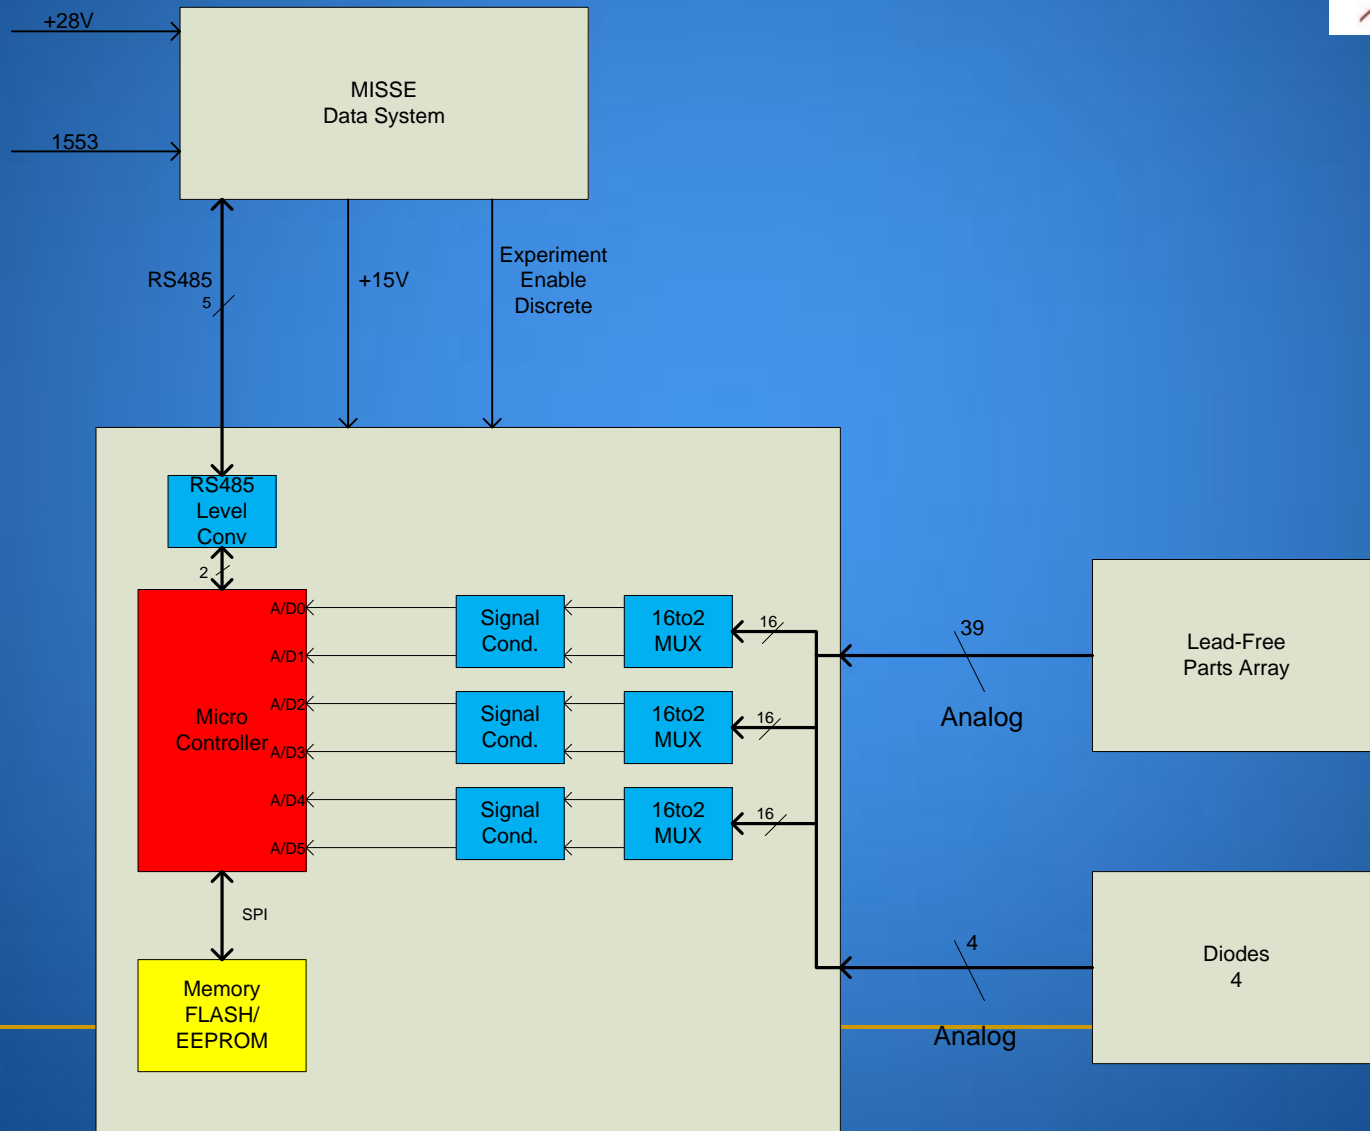 +28V
MISSE
Data System
1553
RS485
5
+15V
Experiment
Enable
Discrete
RS485
Level
Conv
2
Micro
Controller
A/D0
A/D1
A/D2
A/D3
A/D4
A/D5
Signal
Cond.
16to2
MUX
16
Signal
Cond.
16to2
MUX
16
Signal
Cond.
16to2
MUX
16
39
Analog
Lead-Free
Parts Array
SPI
Memory
FLASH/
EEPROM
4
Analog
Diodes
4